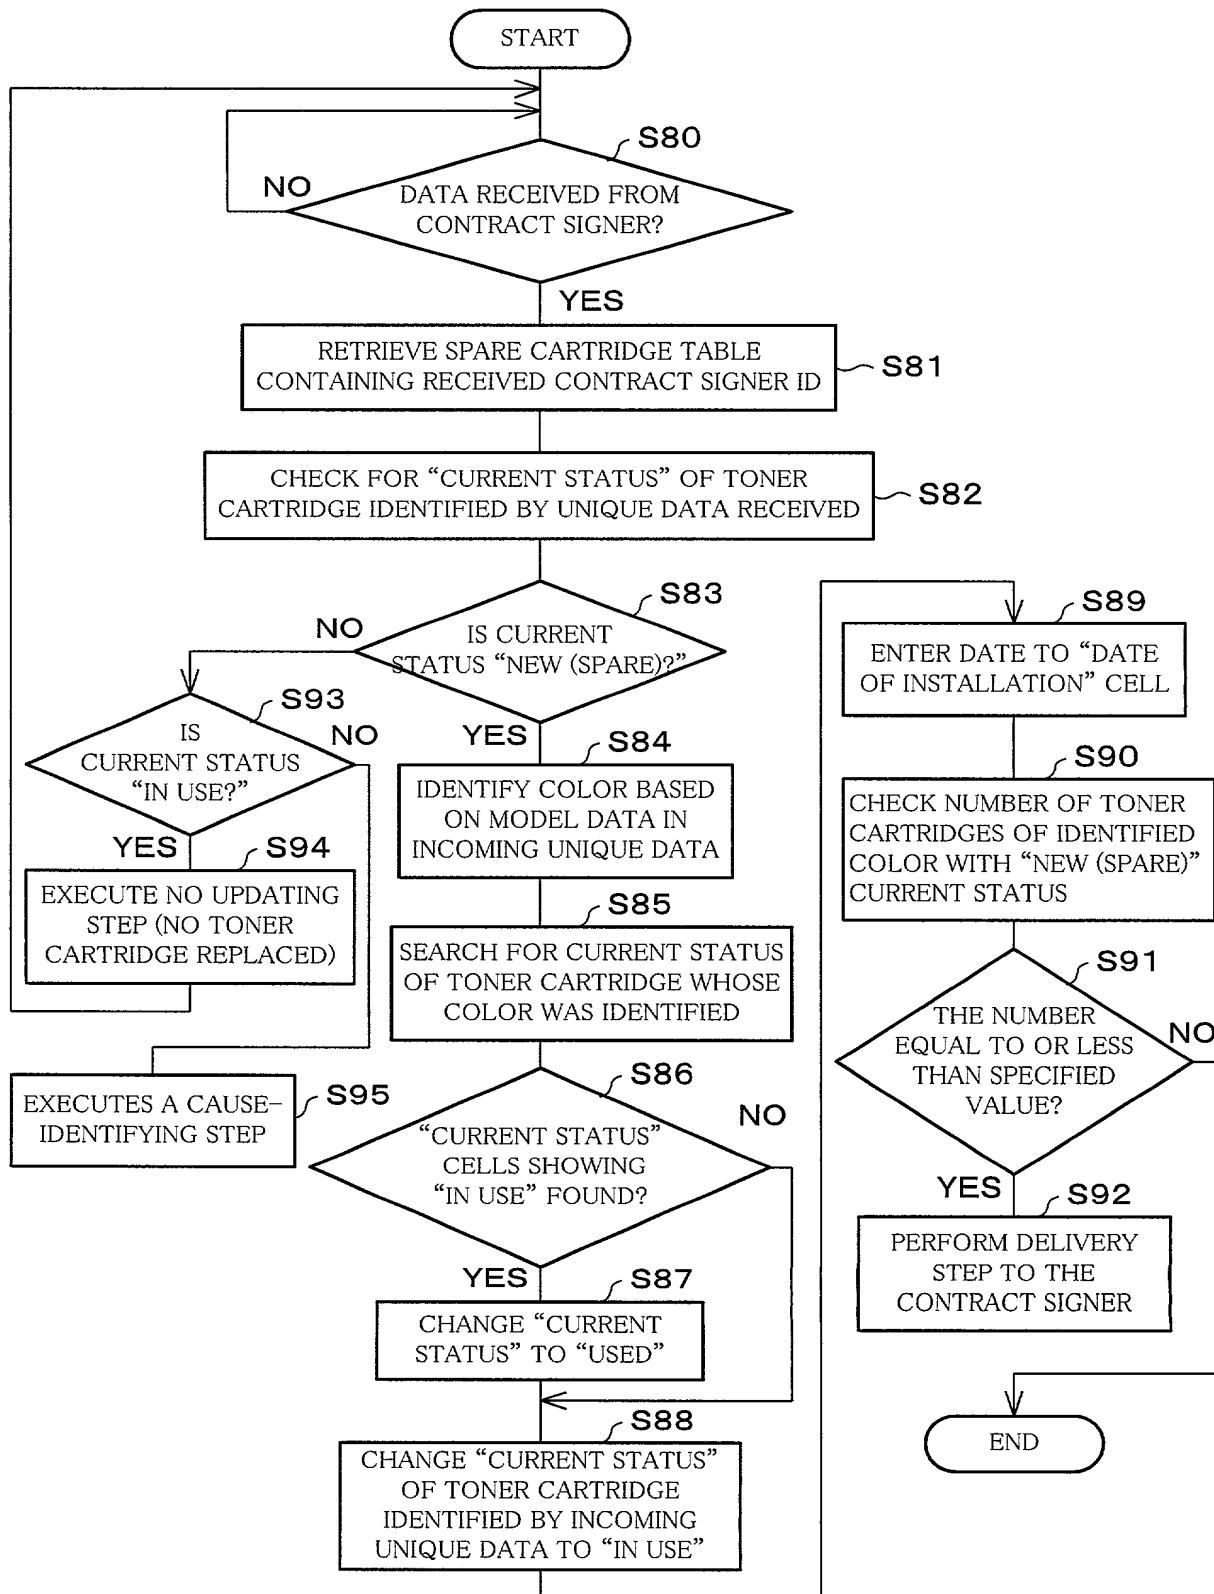 START
S80
NO
DATA RECEIVED FROM
CONTRACT SIGNER?
YES
RETRIEVE SPARE CARTRIDGE TABLE
CONTAINING RECEIVED CONTRACT SIGNER ID
S81
CHECK FOR “CURRENT STATUS” OF TONER
CARTRIDGE IDENTIFIED BY UNIQUE DATA RECEIVED
S82
S83
NO
IS CURRENT
STATUS “NEW (SPARE)?”
YES
S93
NO
IS
CURRENT STATUS
“IN USE?”
YES
S94
EXECUTE NO UPDATING
STEP (NO TONER
CARTRIDGE REPLACED)
EXECUTES A CAUSE–
IDENTIFYING STEP
S95
S84
IDENTIFY COLOR BASED
ON MODEL DATA IN
INCOMING UNIQUE DATA
S85
SEARCH FOR CURRENT STATUS
OF TONER CARTRIDGE WHOSE
COLOR WAS IDENTIFIED
S86
NO
“CURRENT STATUS”
CELLS SHOWING
“IN USE” FOUND?
YES
S87
CHANGE “CURRENT
STATUS” TO “USED”
S88
CHANGE “CURRENT STATUS”
OF TONER CARTRIDGE
IDENTIFIED BY INCOMING
UNIQUE DATA TO “IN USE”
S89
ENTER DATE TO “DATE
OF INSTALLATION” CELL
S90
CHECK NUMBER OF TONER
CARTRIDGES OF IDENTIFIED
COLOR WITH “NEW (SPARE)”
CURRENT STATUS
S91
THE NUMBER
EQUAL TO OR LESS
THAN SPECIFIED
VALUE?
NO
YES
S92
PERFORM DELIVERY
STEP TO THE
CONTRACT SIGNER
END